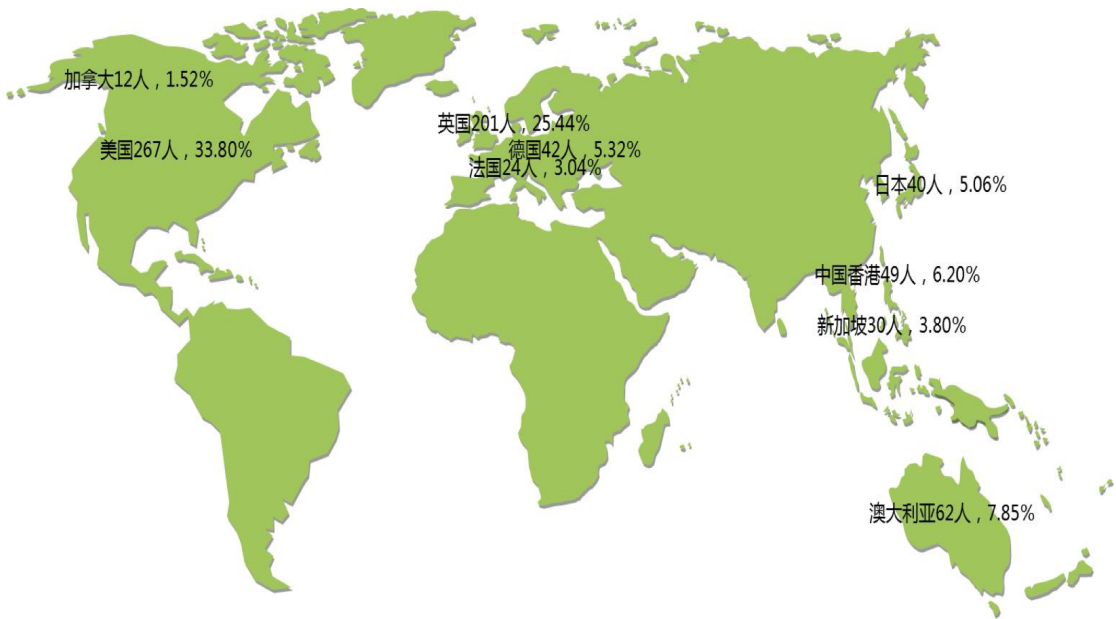 加拿大12人，1.52%
英国201人，25.44%
美国267人，33.80%
德国42人，5.32%
法国24人，3.04%
日本40人，5.06%
中国香港49人，6.20%
新加坡30人，3.80%
澳大利亚62人，7.85%